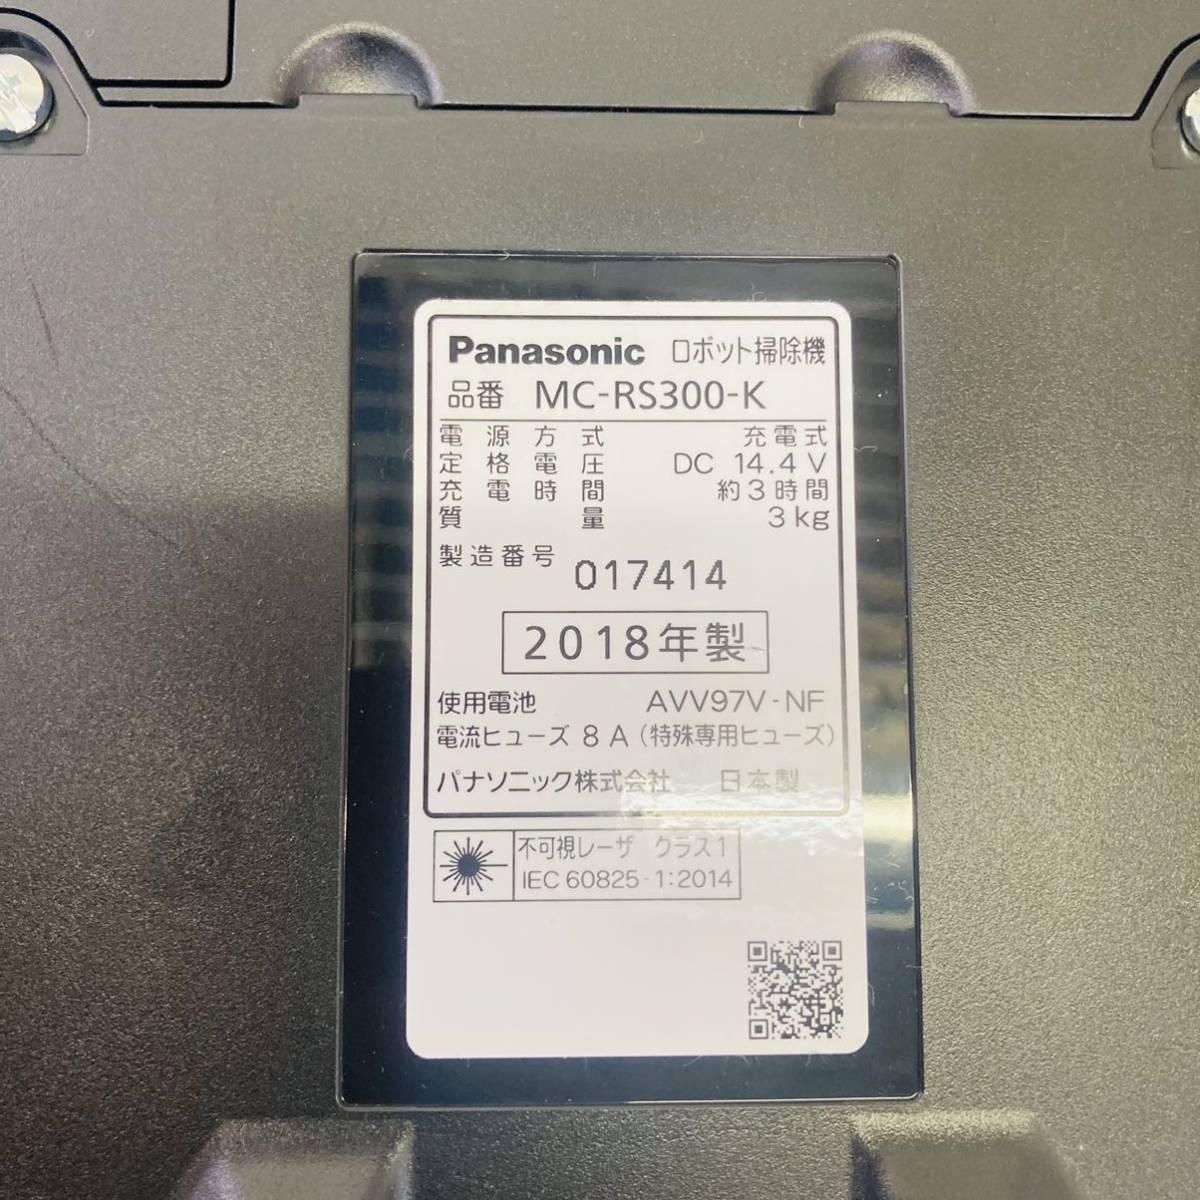 Panasonic ロボット掃除機
品番 MC-RS300-K
電源方式 充電式
定格電圧 DC 14.4 V
充電時間 約3時間
質量 3 kg
製造番号 017414
2018年製
使用電池 AVV97V-NF
電流ヒューズ 8 A (特殊専用ヒューズ)
パナソニック株式会社 日本製
不可視レーザ クラス1
IEC 60825-1:2014